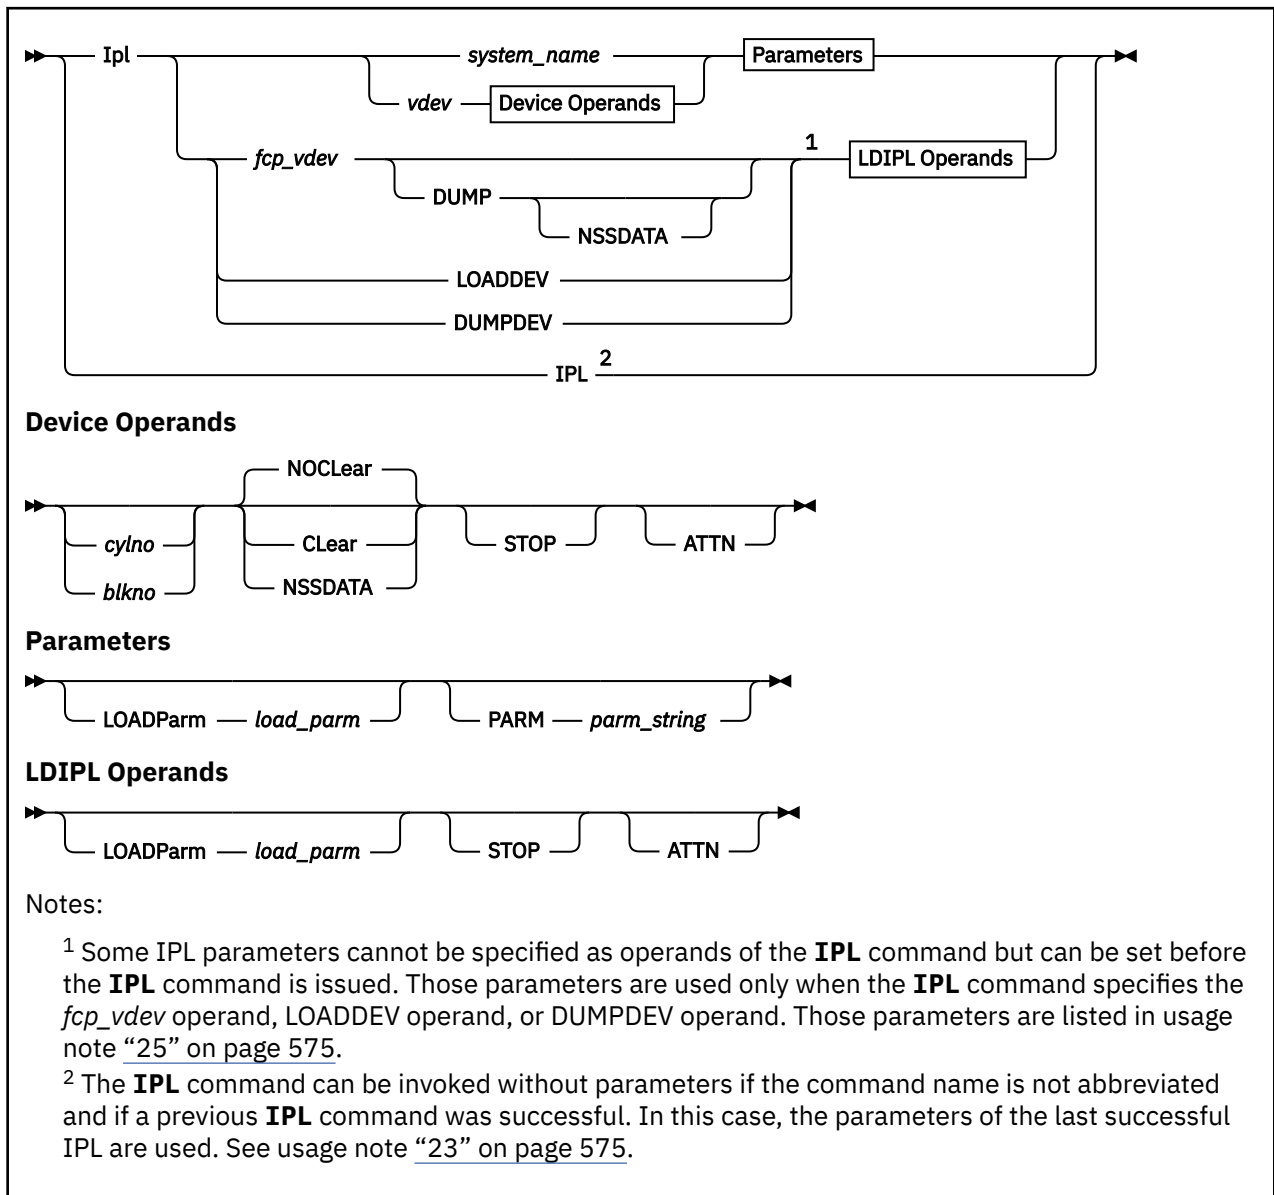 Ipl system_name Parameters
vdev Device Operands
1
fcp_vdev LDIPL Operands
DUMP
NSSDATA
LOADDEV
DUMPDEV
2
IPL
Device Operands
NOCLear
cylno CLear STOP ATTN
blkno NSSDATA
Parameters
LOADParm load_parm PARM parm_string
LDIPL Operands
LOADParm load_parm STOP ATTN
Notes:
1 Some IPL parameters cannot be specified as operands of the IPL command but can be set before
the IPL command is issued. Those parameters are used only when the IPL command specifies the
fcp_vdev operand, LOADDEV operand, or DUMPDEV operand. Those parameters are listed in usage
note “25” on page 575.
2 The IPL command can be invoked without parameters if the command name is not abbreviated
and if a previous IPL command was successful. In this case, the parameters of the last successful
IPL are used. See usage note “23” on page 575.